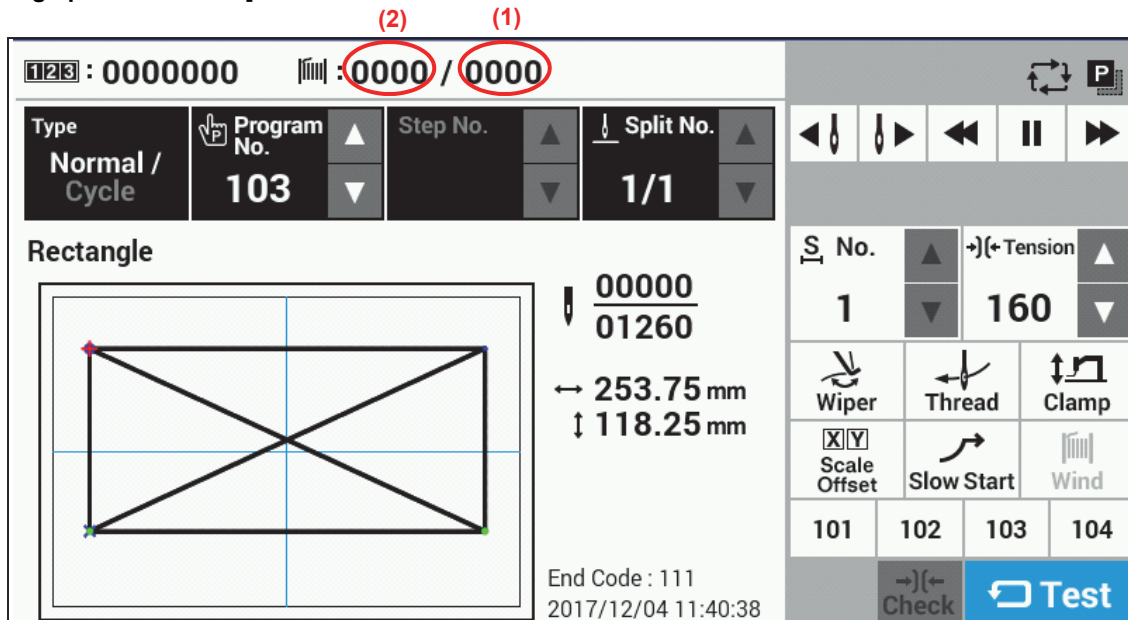 (2) (1)
123 : 0000000 : 0000 / 0000
P
Type
Normal /
Cycle
P Program
No.
103
Step No.
Split No.
1/1
Rectangle
00000
01260
253.75 mm
118.25 mm
End Code : 111
2017/12/04 11:40:38
S No.
1
Tension
160
Wiper
Thread
Clamp
X Y
Scale
Offset
Slow Start
Wind
101 102 103 104
Check
Test